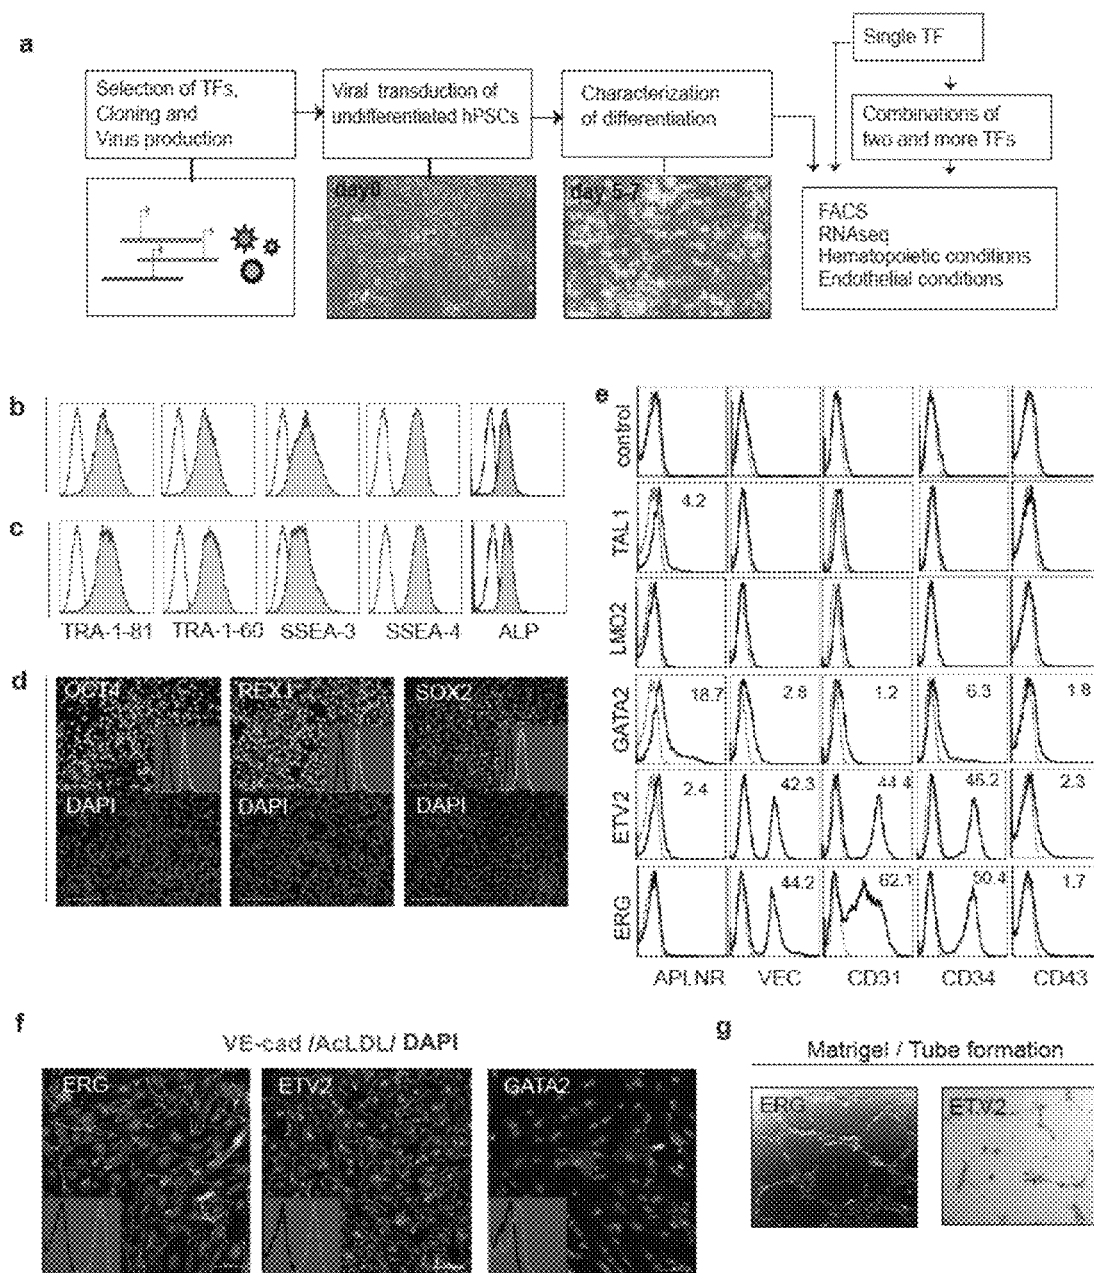 a
Selection of TFs,
Cloning and
Virus production
Viral transduction of
undifferentiated hPSCs
Characterization
of differentiation
Single TF
Combinations of
two and more TFs
day0
day 5-7
FACS
RNAseq
Hematopoietic conditions
Endothelial conditions
b
c
TRA-1-81 TRA-1-60 SSEA-3 SSEA-4 ALP
d
OCT4 REX1 SOX2
DAPI DAPI DAPI
e
control
TAL1 4.2
LMO2
GATA2 18.7 2.8 1.2 6.3 1.8
ETV2 2.4 42.3 44.4 46.2 2.3
ERG 44.2 62.1 50.4 1.7
APLNR VEC CD31 CD34 CD43
f
VE-cad /AcLDL/ DAPI
ERG ETV2 GATA2
g
Matrigel / Tube formation
ERG ETV2